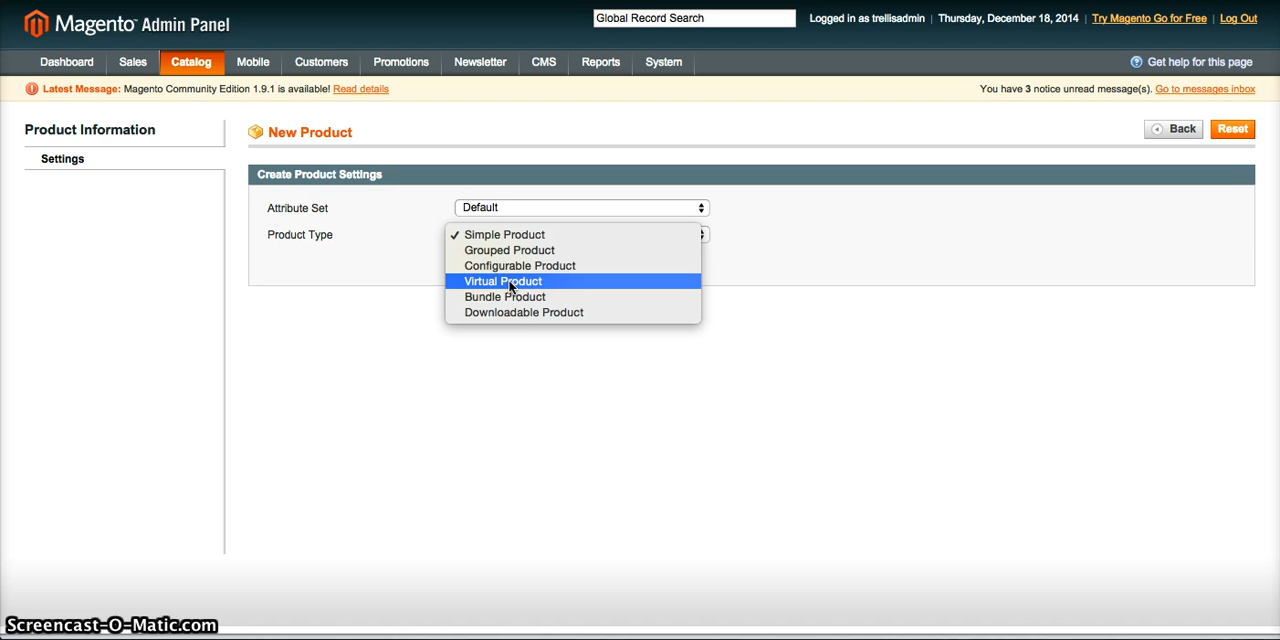 Magento™ Admin Panel
Global Record Search
Logged in as trellisadmin | Thursday, December 18, 2014 | Try Magento Go for Free | Log Out
Dashboard Sales Catalog Mobile Customers Promotions Newsletter CMS Reports System
Get help for this page
Latest Message: Magento Community Edition 1.9.1 is available! Read details
You have 3 notice unread message(s). Go to messages inbox
Product Information
Settings
New Product
Back Reset
Create Product Settings
Attribute Set Default
Product Type
Simple Product
Grouped Product
Configurable Product
Virtual Product
Bundle Product
Downloadable Product
Screencast-O-Matic.com